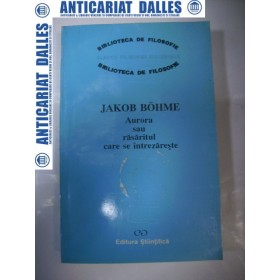 ANTICARIAT DALLES
ANTICARIAT DALLES
BIBLIOTECA DE FILOSOFIE
BIBLIOTECA DE FILOSOFIE
JAKOB BÖHME
Aurora
sau
răsăritul
care se întrezărește
Editura Științifică